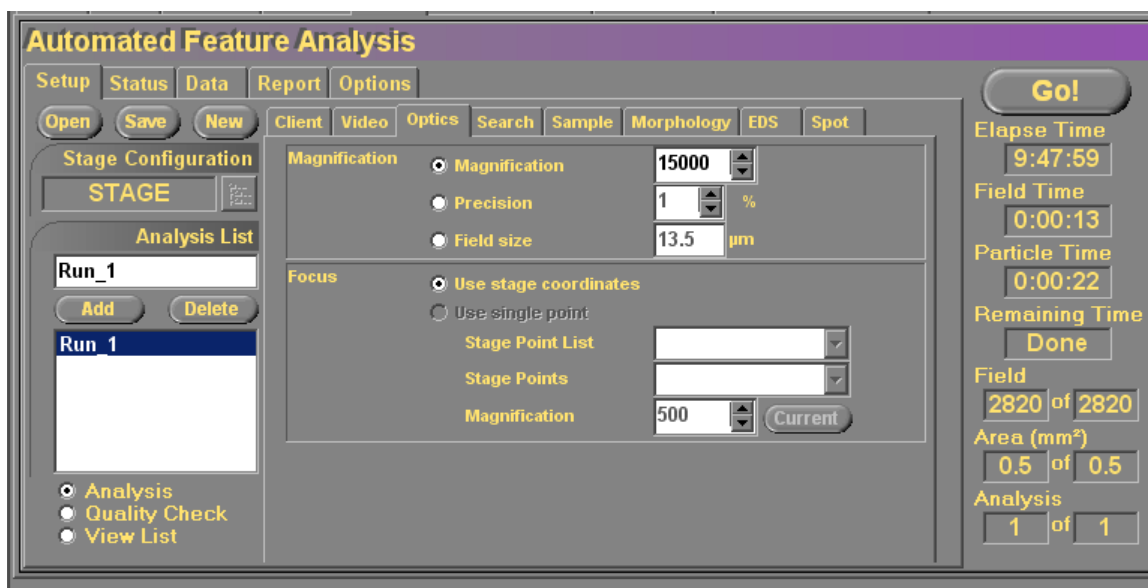 Automated Feature Analysis
Setup Status Data Report Options
Open Save New
Client Video Optics Search Sample Morphology EDS Spot
Stage Configuration
STAGE
Analysis List
Run_1
Add Delete
Run_1
Analysis
Quality Check
View List
Magnification Magnification 15000
Precision 1 %
Field size 13.5 µm
Focus Use stage coordinates
Use single point
Stage Point List
Stage Points
Magnification 500 Current
Go!
Elapse Time
9:47:59
Field Time
0:00:13
Particle Time
0:00:22
Remaining Time
Done
Field
2820 of 2820
Area (mm²)
0.5 of 0.5
Analysis
1 of 1